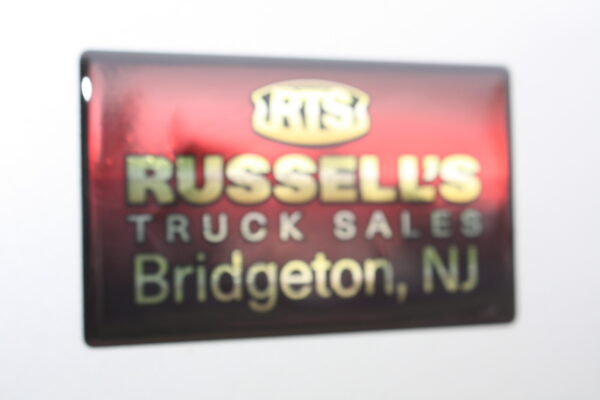 RTS
RUSSELL'S
TRUCK SALES
Bridgeton, NJ